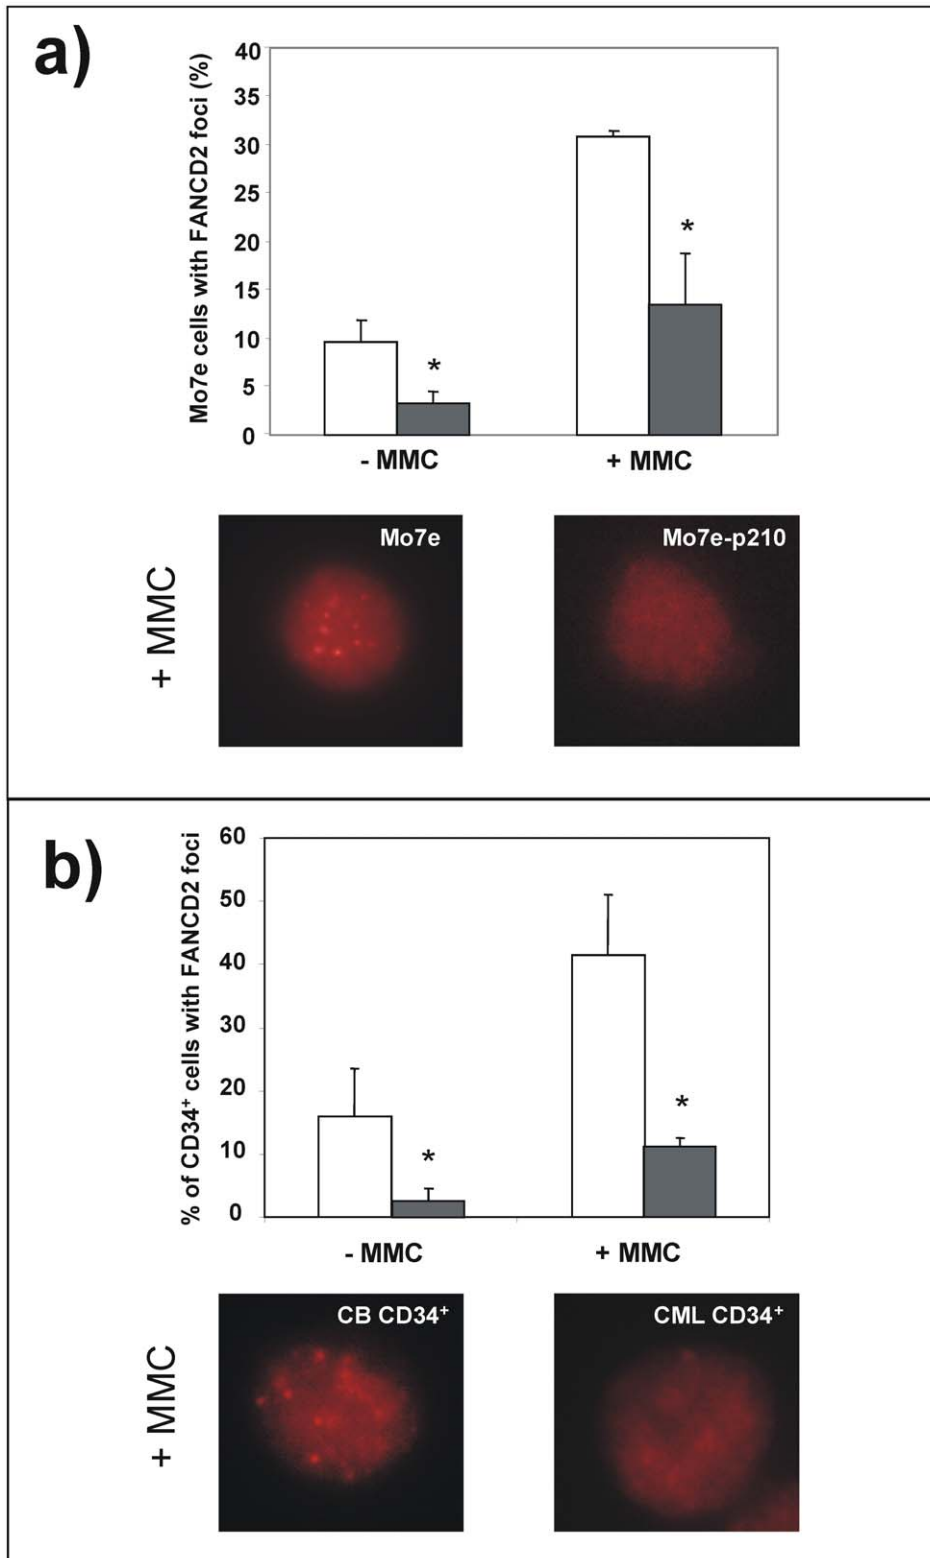 a)
Mo7e cells with FANCD2 foci (%)
40
35
30
25
20
15
10
5
0
*
*
- MMC
+ MMC
+ MMC
Mo7e
Mo7e-p210
b)
% of CD34⁺ cells with FANCD2 foci
60
50
40
30
20
10
0
*
*
- MMC
+ MMC
+ MMC
CB CD34⁺
CML CD34⁺